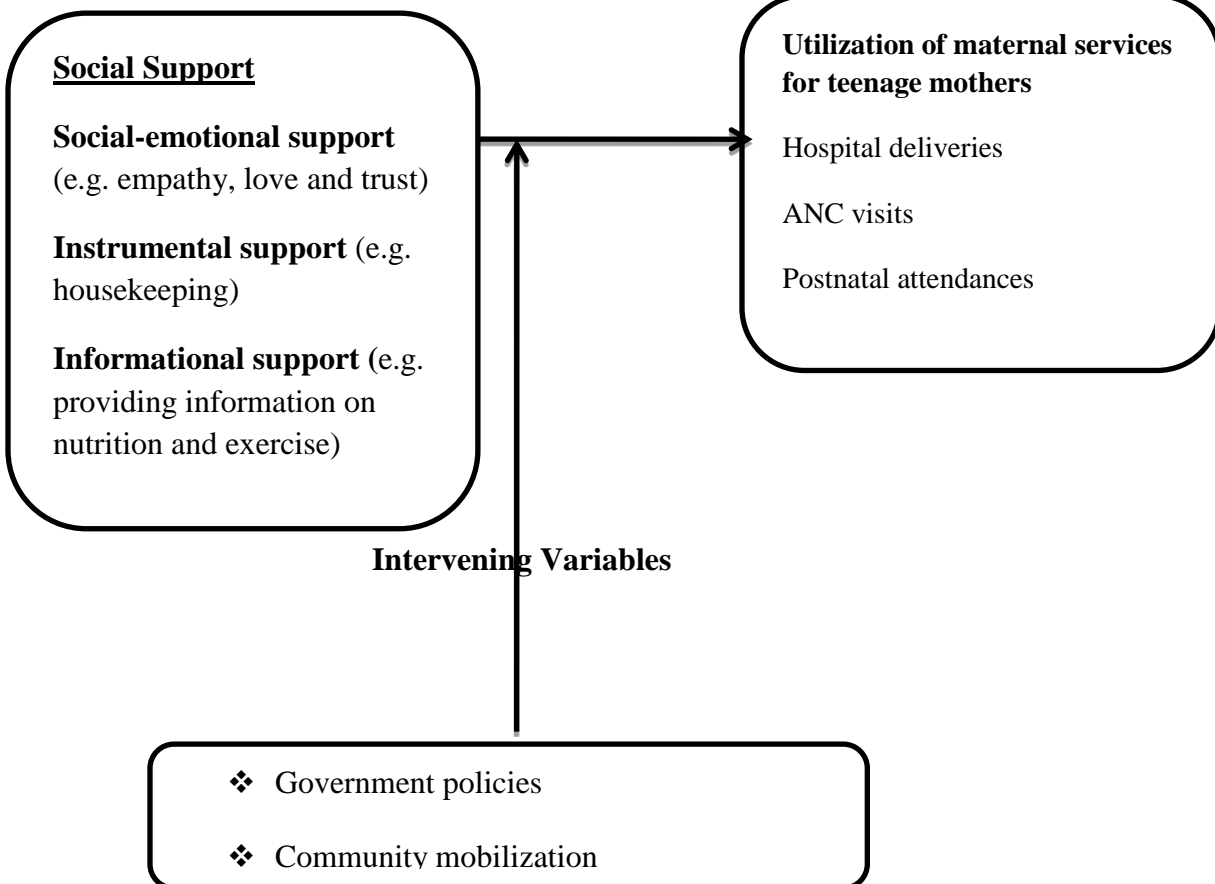 Social Support
Social-emotional support
(e.g. empathy, love and trust)
Instrumental support (e.g.
housekeeping)
Informational support (e.g.
providing information on
nutrition and exercise)
Utilization of maternal services
for teenage mothers
Hospital deliveries
ANC visits
Postnatal attendances
Intervening Variables
❖ Government policies
❖ Community mobilization